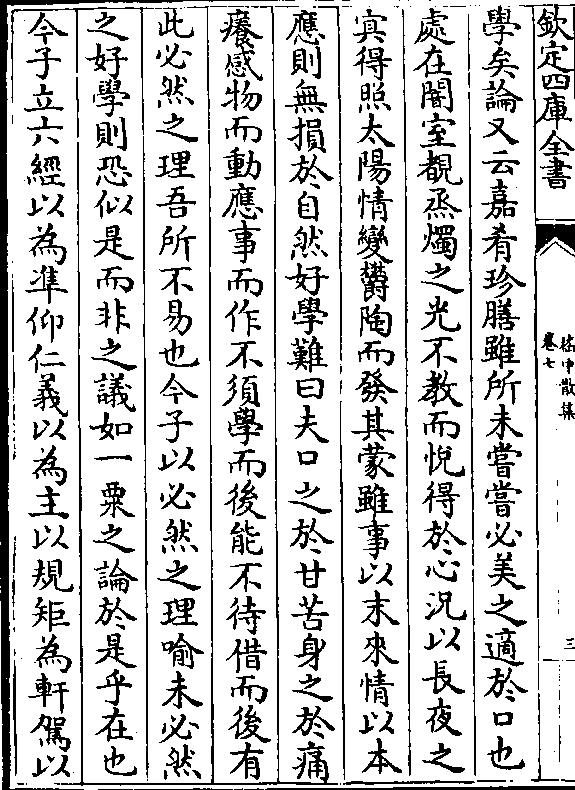 欽定四庫全書
嵇中散集
卷七
三
學矣論又云嘉肴珍膳雖所未嘗嘗必美之適於口也
處在闇室覩烝燭之光不教而悅得於心況以長夜之
㝠得照太陽情變鬱陶而發其蒙雖事以末來情以本
應則無損於自然好學難曰夫口之於甘苦身之於痛
癢感物而動應事而作不須學而後能不待借而後有
此必然之理吾所不易也今子以必然之理喻未必然
之好學則恐似是而非之議如一粟之論於是乎在也
今子立六經以為準仰仁義以為主以規矩為軒駕以